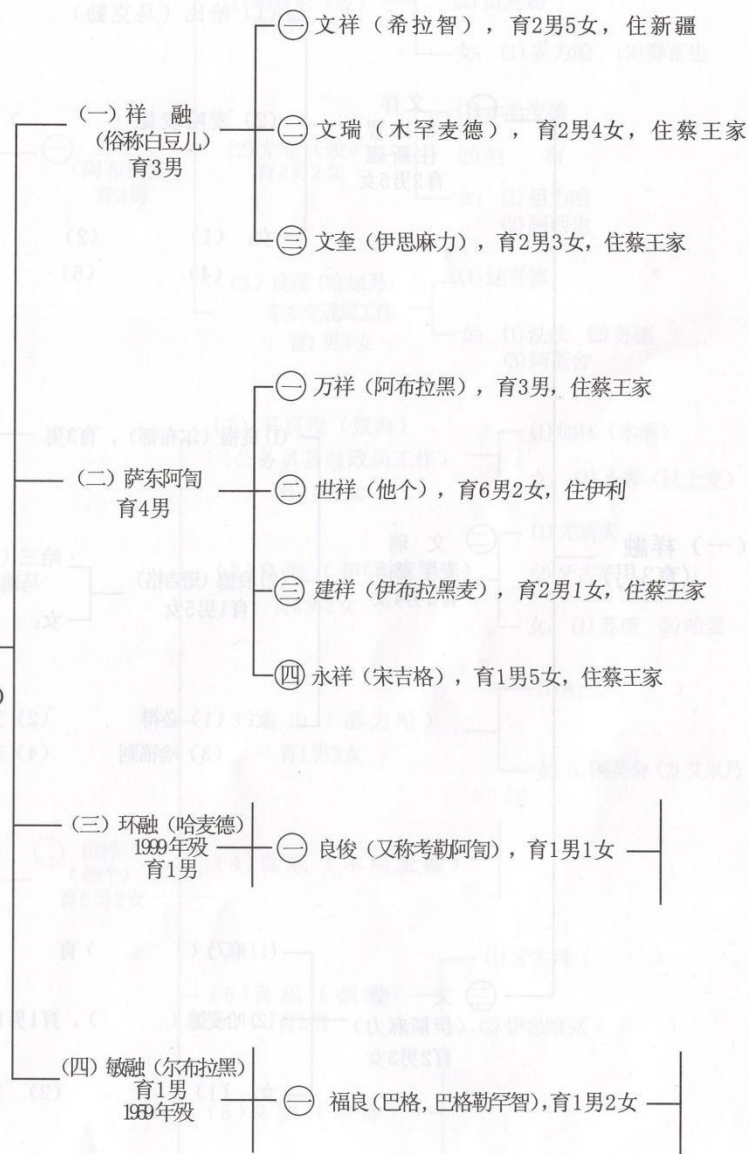 (一) 祥 融
(俗称白豆儿)
育3男
㊀ 文祥（希拉智），育2男5女，住新疆
㊁ 文瑞（木罕麦德），育2男4女，住蔡王家
㊂ 文奎（伊思麻力），育2男3女，住蔡王家
(二) 萨东阿訇
育4男
㊀ 万祥（阿布拉黑），育3男，住蔡王家
㊁ 世祥（他个），育6男2女，住伊利
㊂ 建祥（伊布拉黑麦），育2男1女，住蔡王家
㊃ 永祥（宋吉格），育1男5女，住蔡王家
(三) 环融（哈麦德）
1999年殁
育1男
㊀ 良俊（又称考勒阿訇），育1男1女
(四) 敏融（尔布拉黑）
育1男
1989年殁
㊀ 福良（巴格，巴格勒罕智），育1男2女